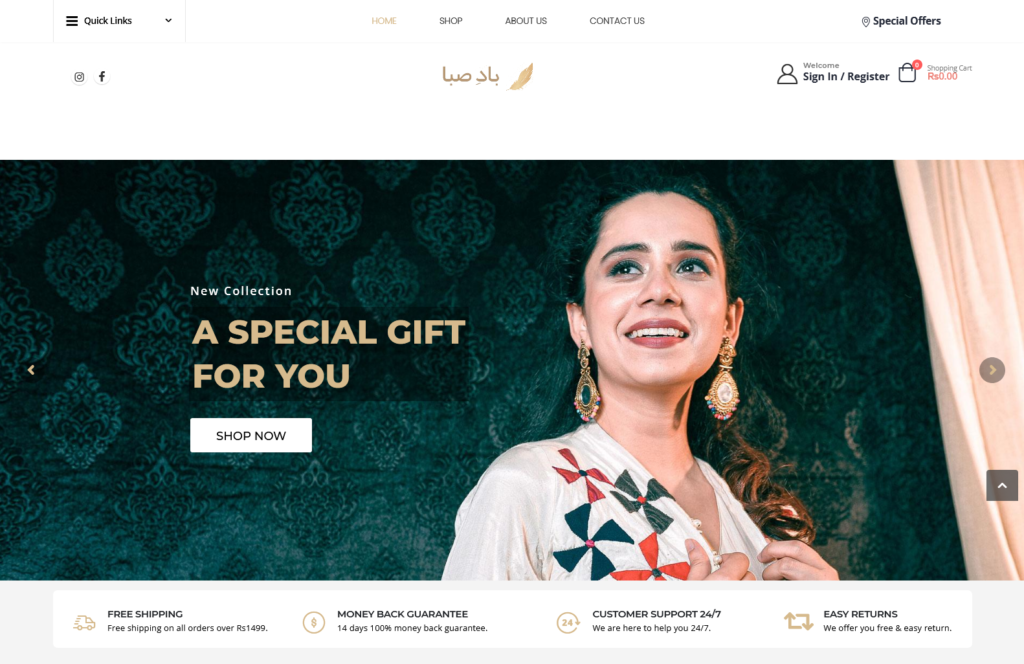 Quick Links
HOME
SHOP
ABOUT US
CONTACT US
Special Offers
بادِ صبا
Welcome
Sign In / Register
0
Shopping Cart
Rs0.00
New Collection
A SPECIAL GIFT
FOR YOU
SHOP NOW
FREE SHIPPING
Free shipping on all orders over Rs1499.
$
MONEY BACK GUARANTEE
14 days 100% money back guarantee.
24
CUSTOMER SUPPORT 24/7
We are here to help you 24/7.
EASY RETURNS
We offer you free & easy return.